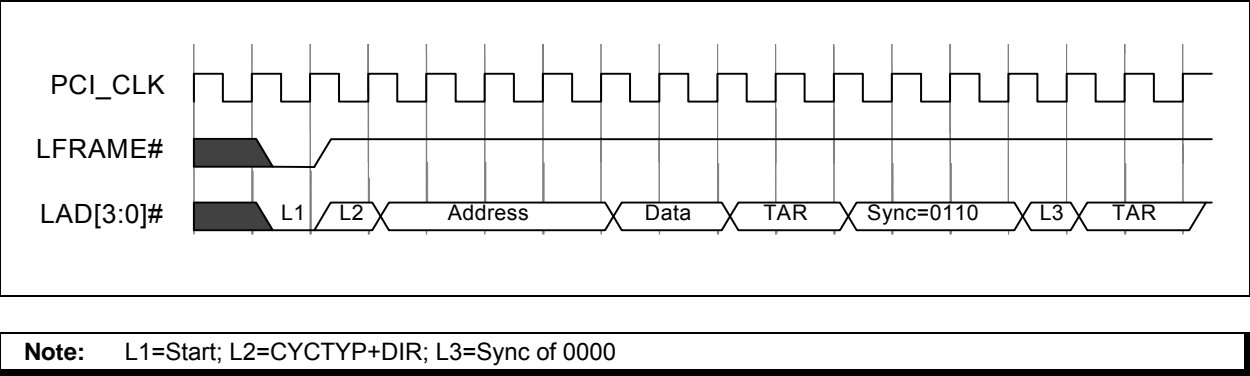 PCI_CLK
LFRAME#
LAD[3:0]#
L1 L2 Address Data TAR Sync=0110 L3 TAR
Note: L1=Start; L2=CYCTYP+DIR; L3=Sync of 0000